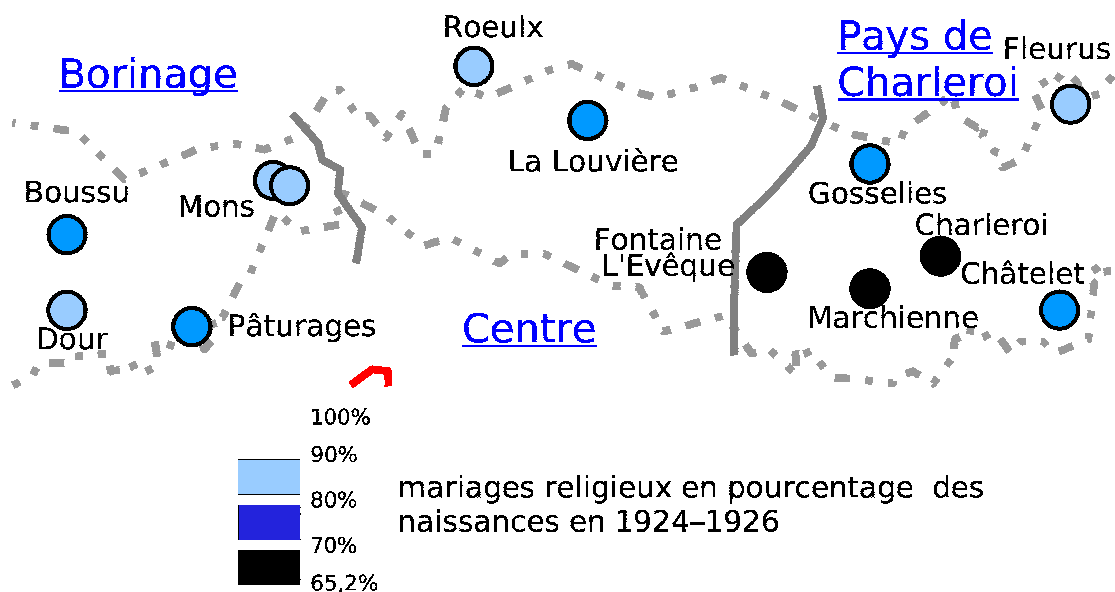 Roeulx
Pays de
Charleroi
Fleurus
Borinage
La Louvière
Boussu
Mons
Gosselies
Charleroi
Fontaine
L'Evêque
Châtelet
Marchienne
Dour
Pâturages
Centre
100%
90%
80%
70%
65,2%
mariages religieux en pourcentage des
naissances en 1924–1926